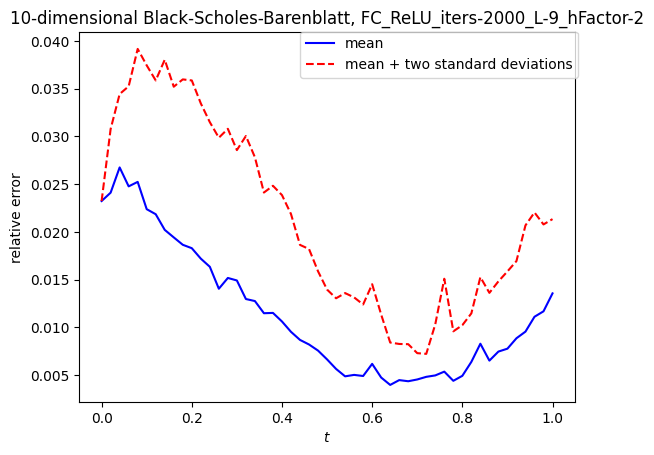 10-dimensional Black-Scholes-Barenblatt, FC_ReLU_iters-2000_L-9_hFactor-2
mean
mean + two standard deviations
relative error
0.040
0.035
0.030
0.025
0.020
0.015
0.010
0.005
0.0 0.2 0.4 0.6 0.8 1.0
t